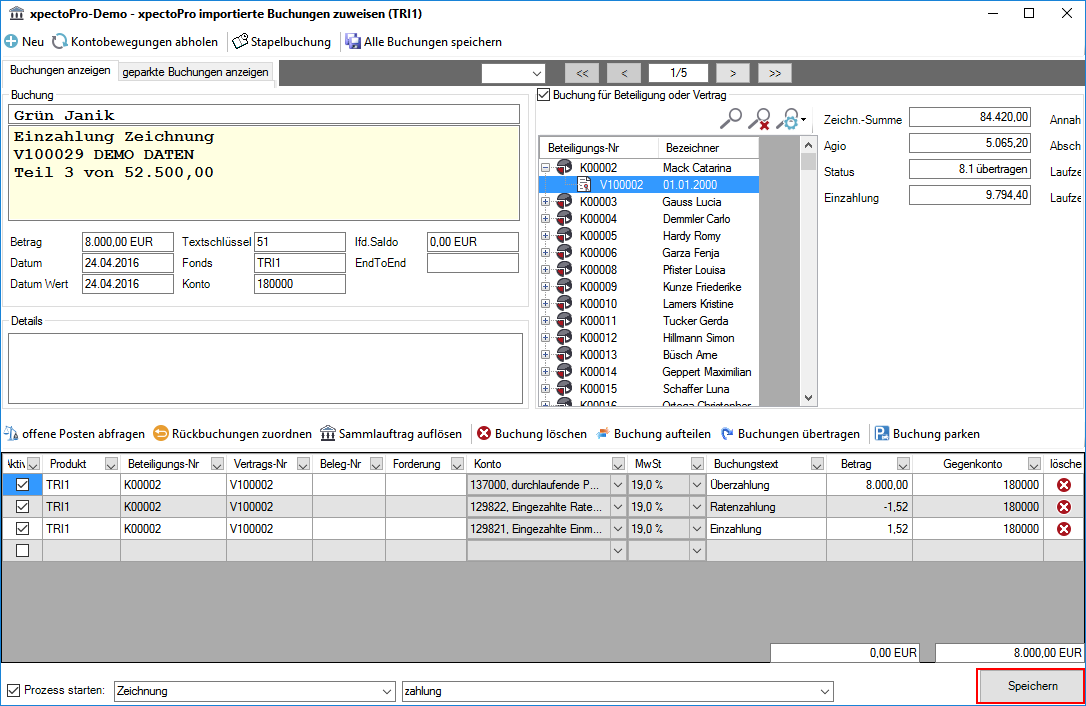 xpectoPro-Demo - xpectoPro importierte Buchungen zuweisen (TRI1)
Neu Kontobewegungen abholen Stapelbuchung Alle Buchungen speichern
Buchungen anzeigen geparkte Buchungen anzeigen << < 1/5 > >>
Buchung
Grün Janik
Einzahlung Zeichnung
V100029 DEMO DATEN
Teil 3 von 52.500,00
Betrag 8.000,00 EUR Textschlüssel 51 lfd.Saldo 0,00 EUR
Datum 24.04.2016 Fonds TRI1 EndToEnd
Datum Wert 24.04.2016 Konto 180000
Details
Buchung für Beteiligung oder Vertrag
Beteiligungs-Nr Bezeichner
K00002 Mack Catarina
V100002 01.01.2000
K00003 Gauss Lucia
K00004 Demmler Carlo
K00005 Hardy Romy
K00006 Garza Fenja
K00008 Pfister Louisa
K00009 Kunze Friederike
K00010 Lamers Kristine
K00011 Tucker Gerda
K00012 Hillmann Simon
K00013 Büsch Arne
K00014 Geppert Maximilian
K00015 Schaffer Luna
K00016 Ortega Christopher
Zeichn.-Summe 84.420,00 Annah
Agio 5.065,20 Absch
Status 8.1 übertragen Laufze
Einzahlung 9.794,40 Laufze
offene Posten abfragen Rückbuchungen zuordnen Sammlauftrag auflösen Buchung löschen Buchung aufteilen Buchungen übertragen Buchung parken
Aktiv Produkt Beteiligungs-Nr Vertrags-Nr Beleg-Nr Forderung Konto MwSt Buchungstext Betrag Gegenkonto lösche
TRI1 K00002 V100002 137000, durchlaufende P... 19,0 % Überzahlung 8.000,00 180000
TRI1 K00002 V100002 129822, Eingezahlte Rate... 19,0 % Ratenzahlung -1,52 180000
TRI1 K00002 V100002 129821, Eingezahlte Einm... 19,0 % Einzahlung 1,52 180000
0,00 EUR 8.000,00 EUR
Prozess starten: Zeichnung zahlung Speichern